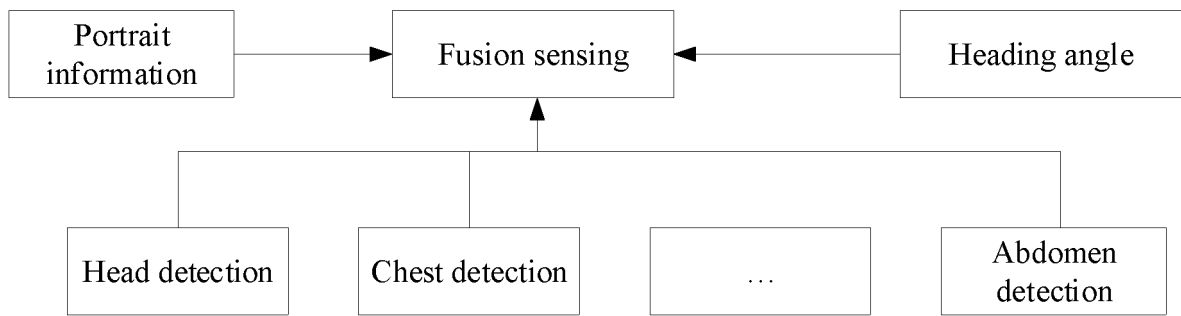 Portrait
information
Fusion sensing
Heading angle
Head detection
Chest detection
…
Abdomen
detection